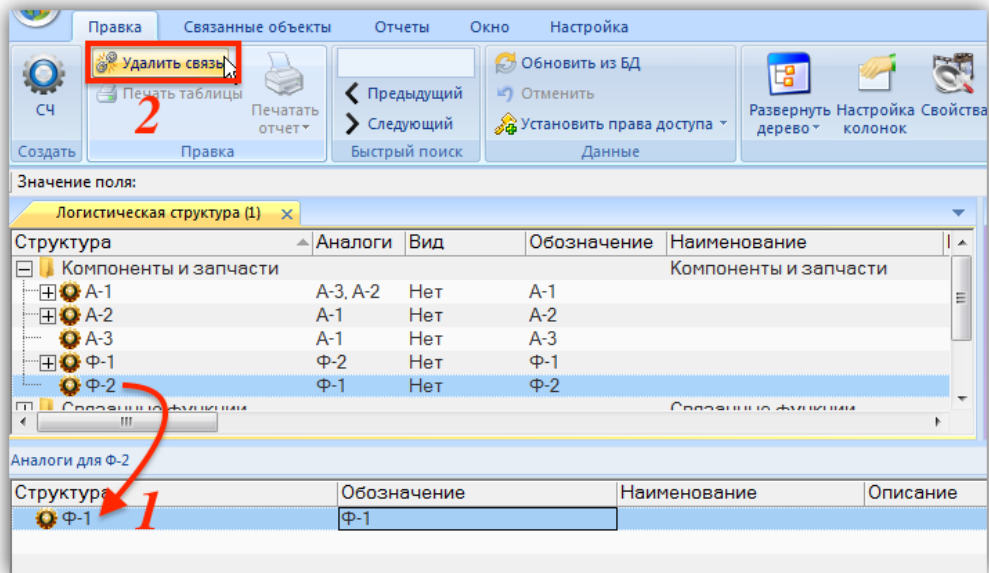 Правка Связанные объекты Отчеты Окно Настройка
СЧ
Удалить связь
Печать таблицы
Печатать
отчет
2
Предыдущий
Следующий
Обновить из БД
Отменить
Установить права доступа
Развернуть
дерево
Настройка
колонок
Свойства
Создать Правка Быстрый поиск Данные
Значение поля:
Логистическая структура (1)
Структура Аналоги Вид Обозначение Наименование
Компоненты и запчасти Компоненты и запчасти
А-1 А-3, А-2 Нет А-1
А-2 А-1 Нет А-2
А-3 А-1 Нет А-3
Ф-1 Ф-2 Нет Ф-1
Ф-2 Ф-1 Нет Ф-2
Связанные функции Связанные функции
Аналоги для Ф-2
Структура Обозначение Наименование Описание
Ф-1 Ф-1
1